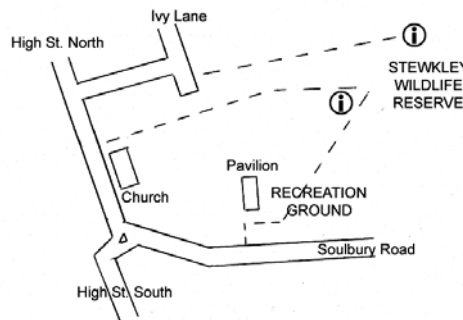 Ivy Lane
High St. North
i
STEWKLEY
WILDLIFE
RESERVE
i
Pavilion
RECREATION
GROUND
Church
Soulbury Road
High St. South